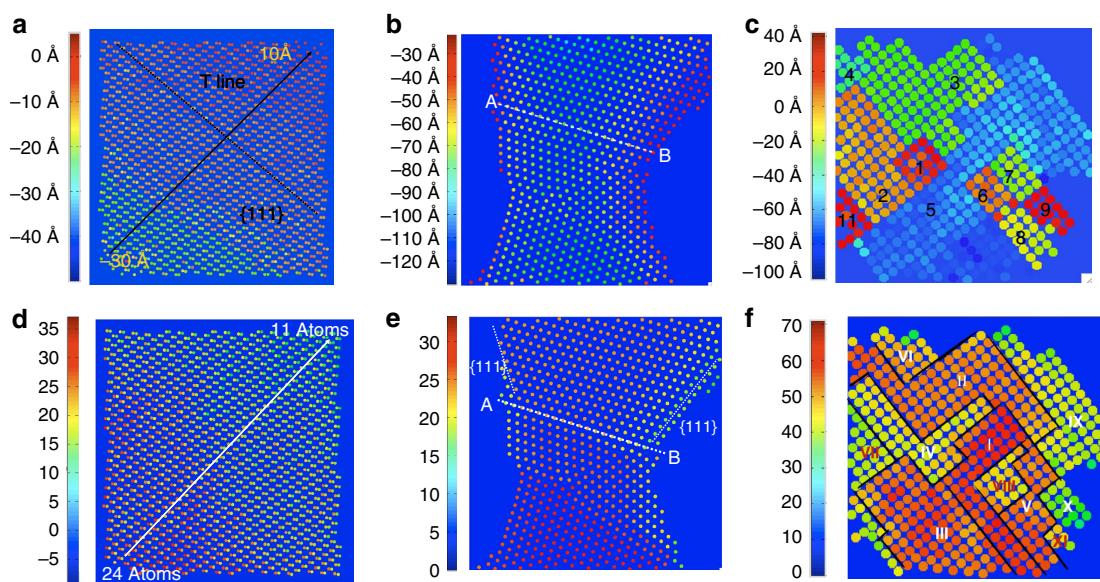 a
0 Å
−10 Å
−20 Å
−30 Å
−40 Å
10Å
T line
{111}
−30 Å
b
−30 Å
−40 Å
−50 Å
−60 Å
−70 Å
−80 Å
−90 Å
−100 Å
−110 Å
−120 Å
A
B
c
40 Å
20 Å
0 Å
−20 Å
−40 Å
−60 Å
−80 Å
−100 Å
4
3
1
7
2
5
6
9
11
8
d
35
30
25
20
15
10
5
0
−5
11 Atoms
24 Atoms
e
30
25
20
15
10
5
0
{111}
A
{111}
B
f
70
60
50
40
30
20
10
0
VI
II
IX
I
IV
VII
VIII
V
X
III
XI